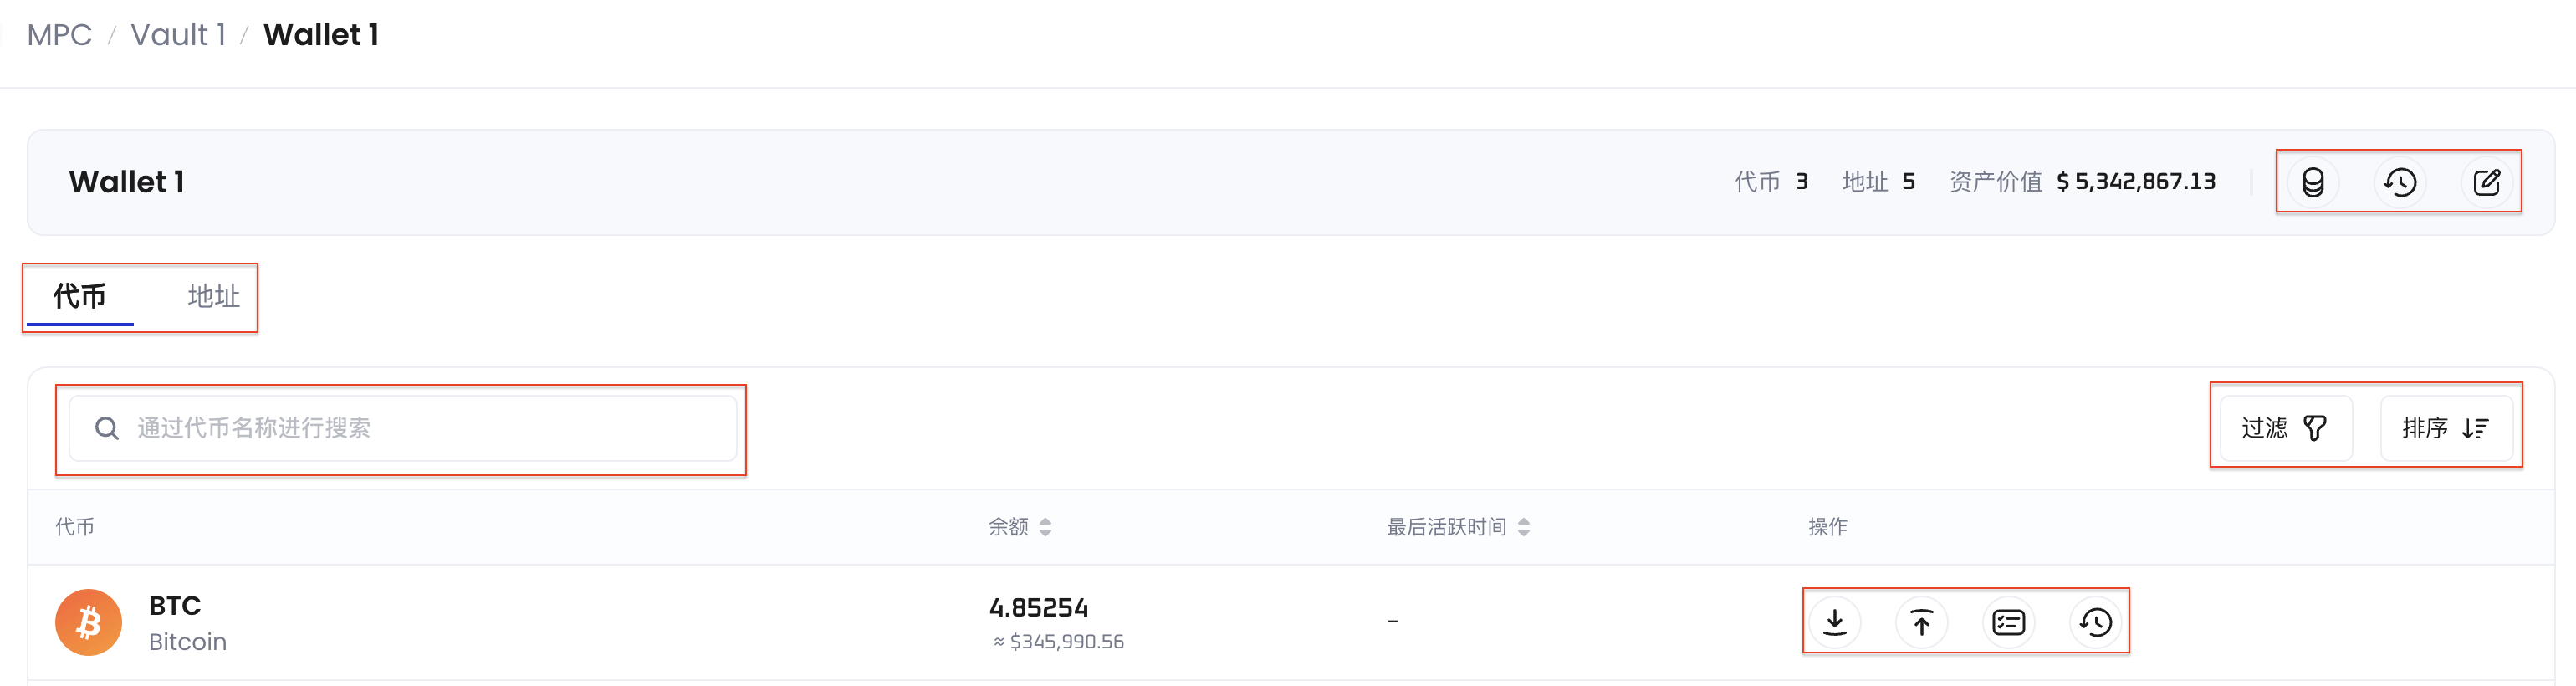 MPC / Vault 1 / Wallet 1
Wallet 1 代币 3 地址 5 资产价值 $ 5,342,867.13
代币 地址
通过代币名称进行搜索 过滤 排序
代币 余额 最后活跃时间 操作
BTC 4.85254 –
Bitcoin ≈ $345,990.56